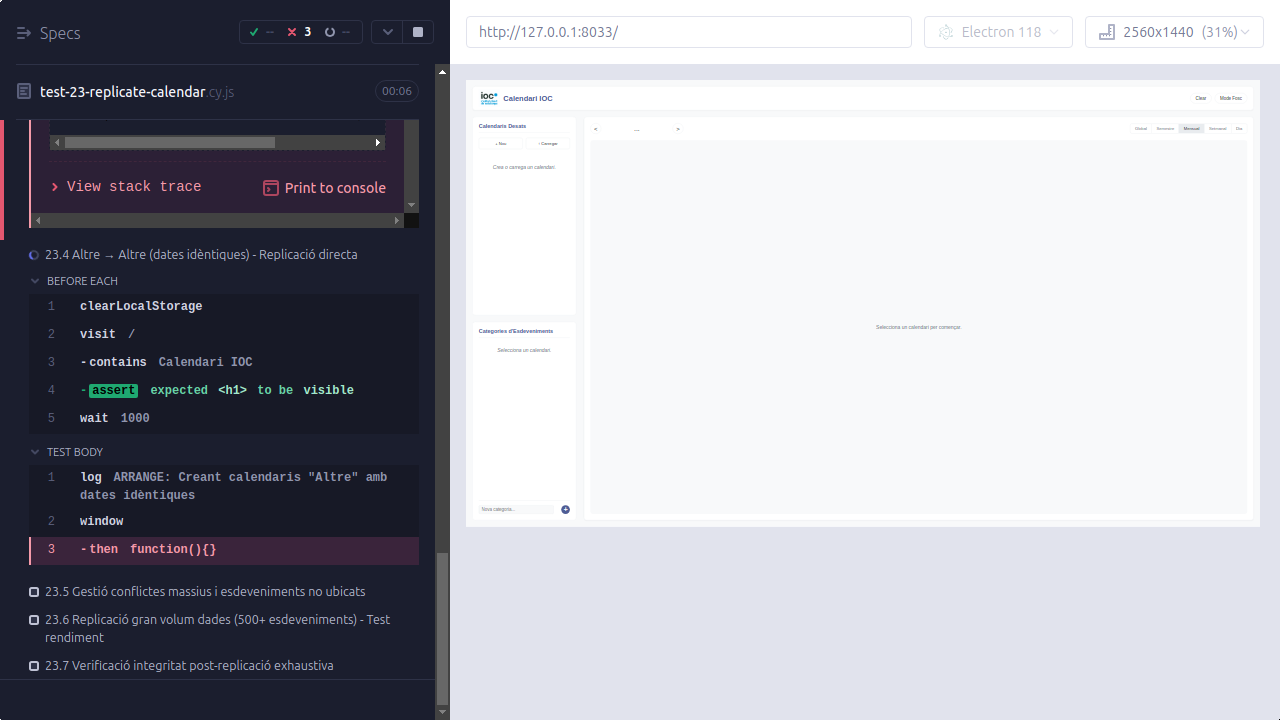 Specs
-- 3 --
test-23-replicate-calendar.cy.js
00:06
View stack trace
Print to console
23.4 Altre → Altre (dates idèntiques) - Replicació directa
BEFORE EACH
1 clearLocalStorage
2 visit /
3 -contains Calendari IOC
4 -assert expected <h1> to be visible
5 wait 1000
TEST BODY
1 log ARRANGE: Creant calendaris "Altre" amb
dates idèntiques
2 window
3 -then function(){}
23.5 Gestió conflictes massius i esdeveniments no ubicats
23.6 Replicació gran volum dades (500+ esdeveniments) - Test
rendiment
23.7 Verificació integritat post-replicació exhaustiva
http://127.0.0.1:8033/
Electron 118
2560x1440 (31%)
ioc
Calendari IOC
Clear
Mode Fosc
Calendaris Desats
+ Nou
Carregar
Crea o carrega un calendari.
< ... >
Global
Semestre
Mensual
Setmanal
Dia
Selecciona un calendari per començar.
Categories d'Esdeveniments
Selecciona un calendari.
Nova categoria...
+